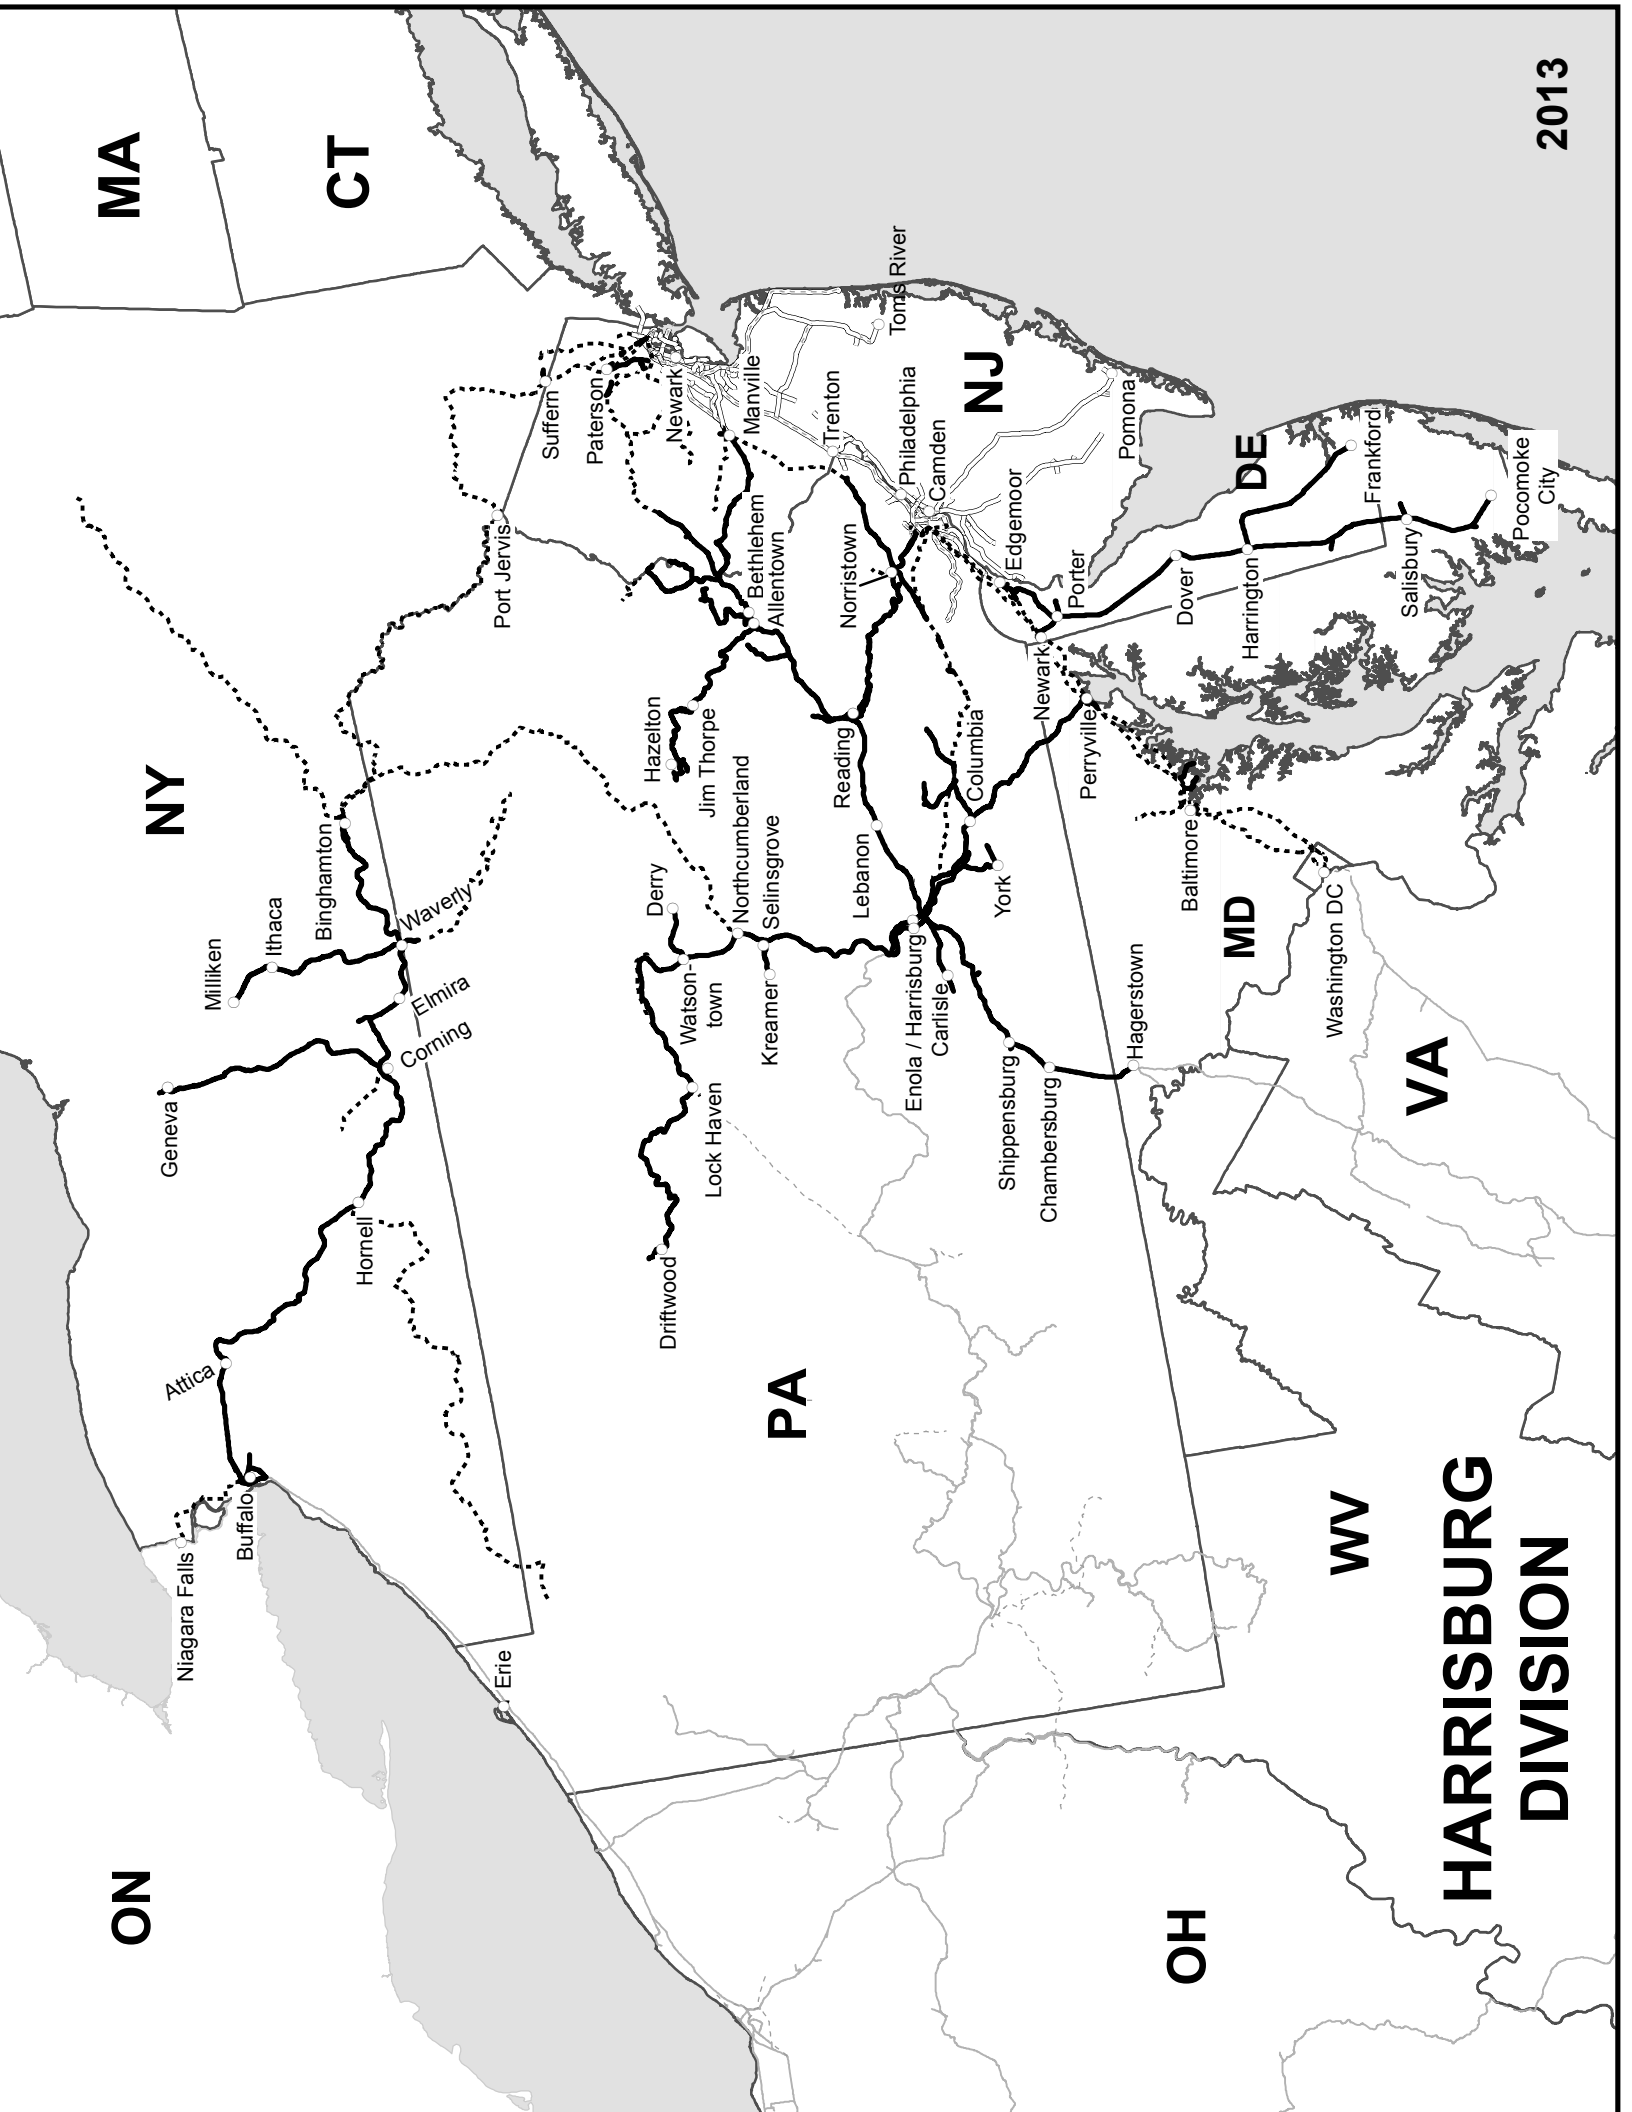 ON
NY
MA
CT
Niagara Falls
Buffalo
Attica
Geneva
Milliken
Ithaca
Binghamton
Hornell
Corning
Elmira
Waverly
Port Jervis
Suffern
Paterson
Newark
Manville
Erie
Driftwood
Lock Haven
Watson-
town
Derry
Northcumberland
Selinsgrove
Kreamer
Hazelton
Jim Thorpe
Bethlehem
Allentown
PA
Reading
Lebanon
Norristown
Trenton
Philadelphia
Camden
Toms River
NJ
Enola / Harrisburg
Carlisle
York
Columbia
Shippensburg
Chambersburg
Hagerstown
Newark
Perryville
Porter
Edgemoor
Pomona
OH
Baltimore
MD
Dover
Harrington
DE
Frankford
Salisbury
Pocomoke
City
Washington DC
WV
VA
HARRISBURG
DIVISION
2013